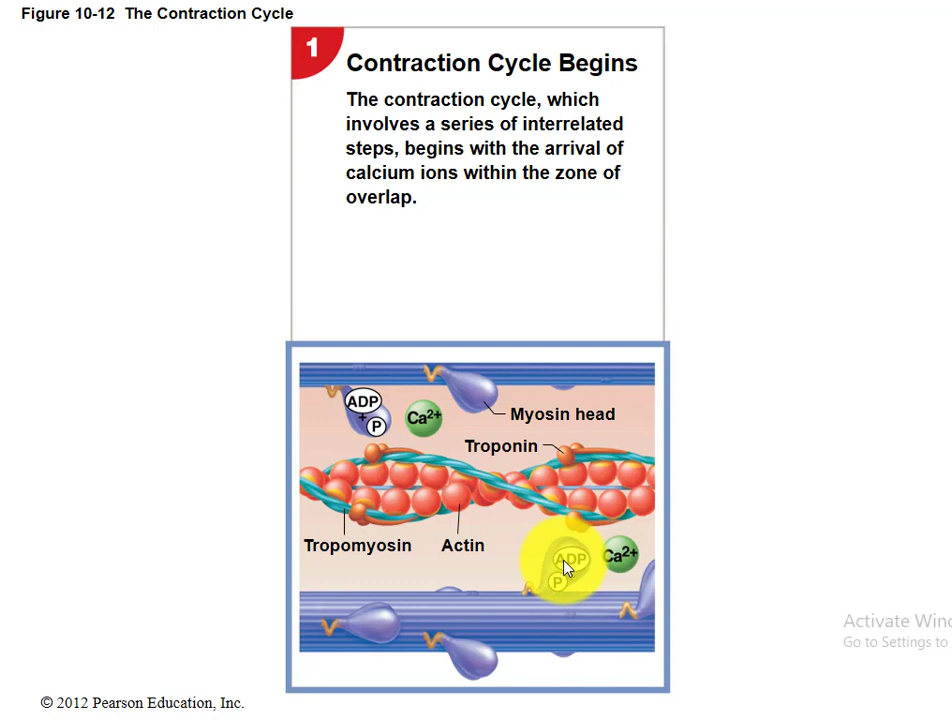 Figure 10-12 The Contraction Cycle
1
Contraction Cycle Begins
The contraction cycle, which
involves a series of interrelated
steps, begins with the arrival of
calcium ions within the zone of
overlap.
ADP
+
P
Ca2+
Myosin head
Troponin
Tropomyosin
Actin
ADP
P
Ca2+
Activate Wind
Go to Settings to
© 2012 Pearson Education, Inc.